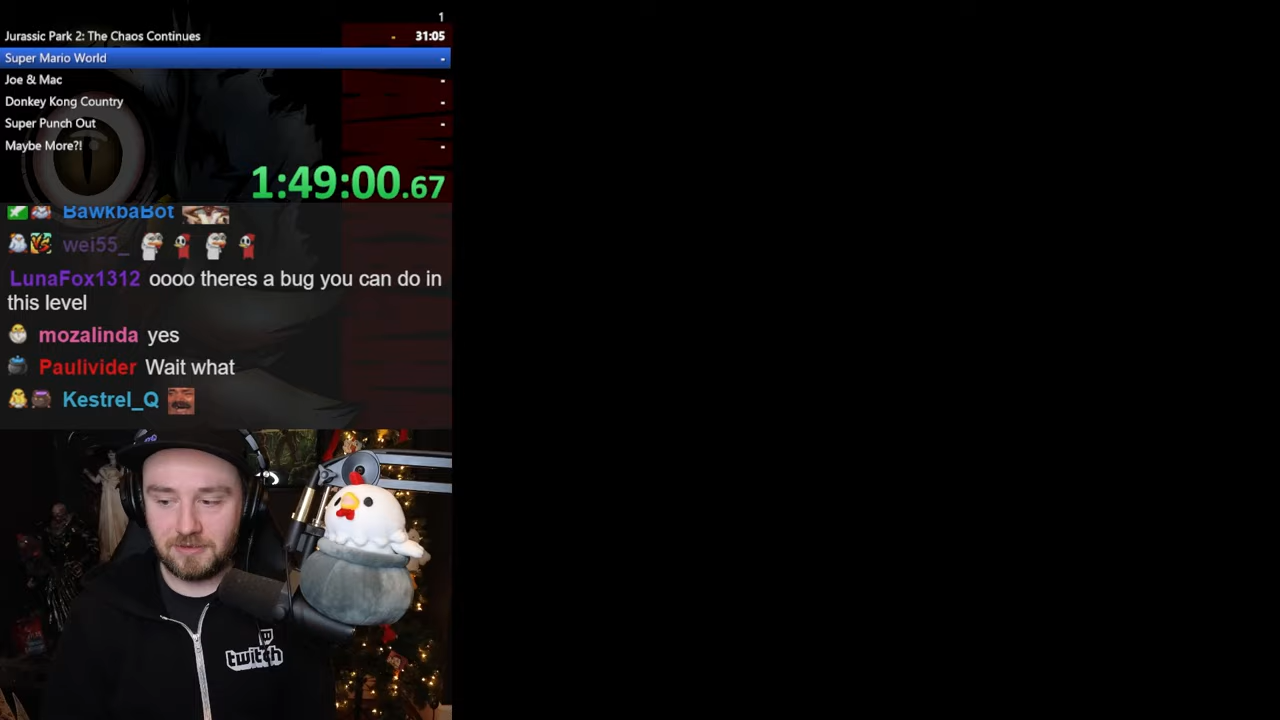 1
Jurassic Park 2: The Chaos Continues - 31:05
Super Mario World -
Joe & Mac -
Donkey Kong Country -
Super Punch Out -
Maybe More?! -
1:49:00.67
BawkbaBot
wei55_
LunaFox1312 oooo theres a bug you can do in
this level
mozalinda yes
Paulivider Wait what
Kestrel_Q
twitch